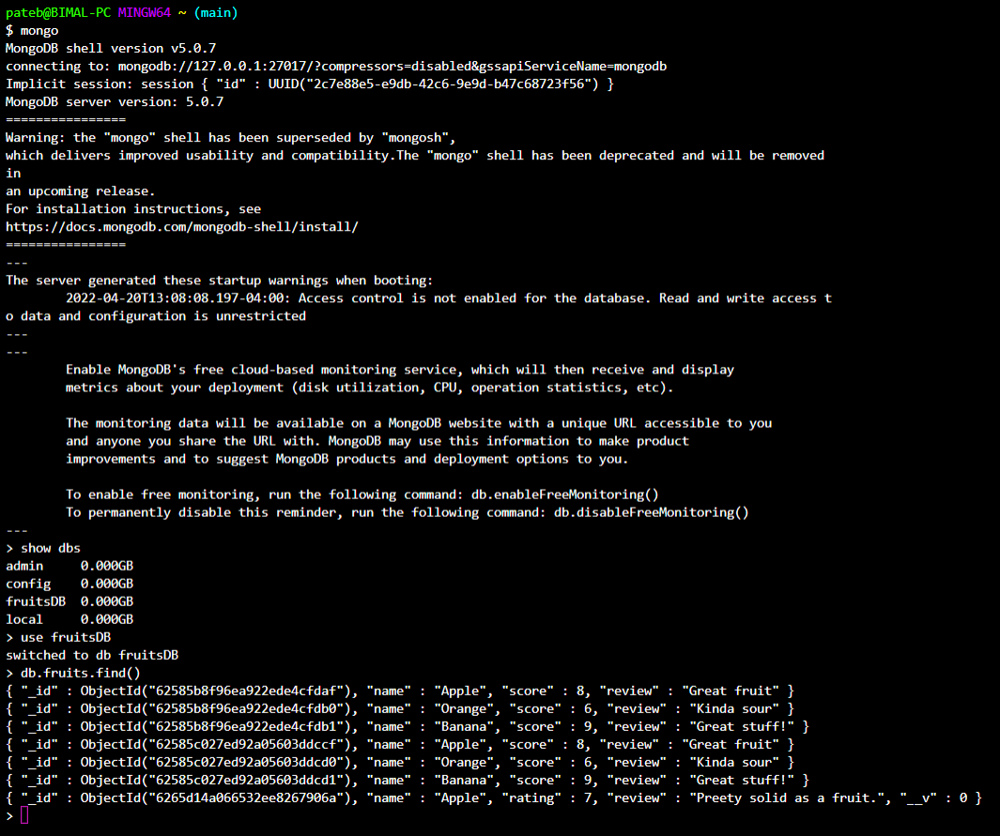 pateb@BIMAL-PC MINGW64 ~ (main)
$ mongo
MongoDB shell version v5.0.7
connecting to: mongodb://127.0.0.1:27017/?compressors=disabled&gssapiServiceName=mongodb
Implicit session: session { "id" : UUID("2c7e88e5-e9db-42c6-9e9d-b47c68723f56") }
MongoDB server version: 5.0.7
================
Warning: the "mongo" shell has been superseded by "mongosh",
which delivers improved usability and compatibility.The "mongo" shell has been deprecated and will be removed
in
an upcoming release.
For installation instructions, see
https://docs.mongodb.com/mongodb-shell/install/
================
---
The server generated these startup warnings when booting:
        2022-04-20T13:08:08.197-04:00: Access control is not enabled for the database. Read and write access t
o data and configuration is unrestricted
---
---
        Enable MongoDB's free cloud-based monitoring service, which will then receive and display
        metrics about your deployment (disk utilization, CPU, operation statistics, etc).

        The monitoring data will be available on a MongoDB website with a unique URL accessible to you
        and anyone you share the URL with. MongoDB may use this information to make product
        improvements and to suggest MongoDB products and deployment options to you.

        To enable free monitoring, run the following command: db.enableFreeMonitoring()
        To permanently disable this reminder, run the following command: db.disableFreeMonitoring()
---
> show dbs
admin     0.000GB
config    0.000GB
fruitsDB  0.000GB
local     0.000GB
> use fruitsDB
switched to db fruitsDB
> db.fruits.find()
{ "_id" : ObjectId("62585b8f96ea922ede4cfdaf"), "name" : "Apple", "score" : 8, "review" : "Great fruit" }
{ "_id" : ObjectId("62585b8f96ea922ede4cfdb0"), "name" : "Orange", "score" : 6, "review" : "Kinda sour" }
{ "_id" : ObjectId("62585b8f96ea922ede4cfdb1"), "name" : "Banana", "score" : 9, "review" : "Great stuff!" }
{ "_id" : ObjectId("62585c027ed92a05603ddccf"), "name" : "Apple", "score" : 8, "review" : "Great fruit" }
{ "_id" : ObjectId("62585c027ed92a05603ddcd0"), "name" : "Orange", "score" : 6, "review" : "Kinda sour" }
{ "_id" : ObjectId("62585c027ed92a05603ddcd1"), "name" : "Banana", "score" : 9, "review" : "Great stuff!" }
{ "_id" : ObjectId("6265d14a066532ee8267906a"), "name" : "Apple", "rating" : 7, "review" : "Preety solid as a fruit.", "__v" : 0 }
>